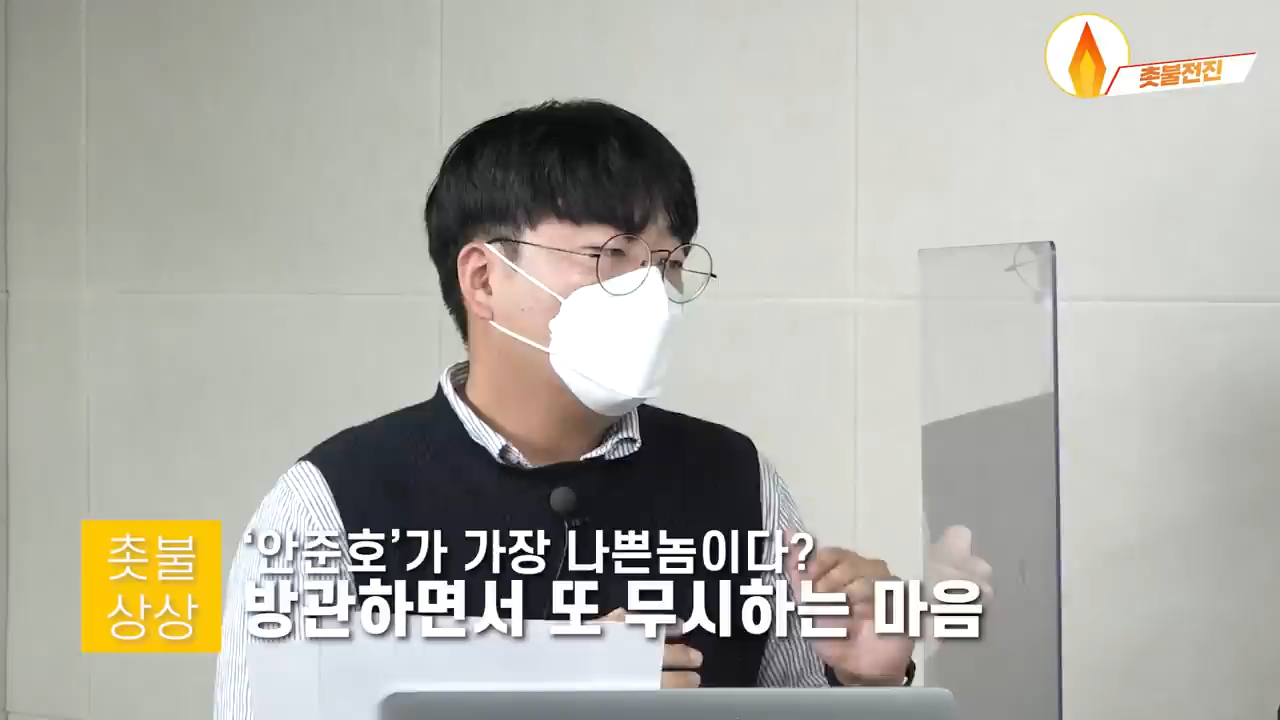 촛불전진
촛불
상상
‘안준호’가 가장 나쁜놈이다?
방관하면서 또 무시하는 마음